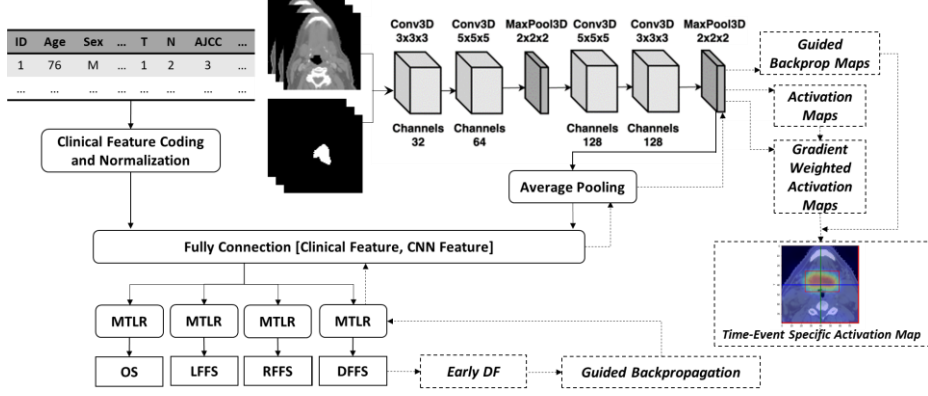 ID Age Sex ... T N AJCC ...
1 76 M ... 1 2 3 ...
... ... ... ... ... ... ... ...
Clinical Feature Coding
and Normalization
Conv3D Conv3D MaxPool3D Conv3D Conv3D MaxPool3D
3x3x3 5x5x5 2x2x2 5x5x5 3x3x3 2x2x2
Channels Channels Channels Channels
32 64 128 128
Guided
Backprop Maps
Activation
Maps
Gradient
Weighted
Activation
Maps
Average Pooling
Fully Connection [Clinical Feature, CNN Feature]
MTLR MTLR MTLR MTLR
OS LFFS RFFS DFFS
Early DF
Guided Backpropagation
Time-Event Specific Activation Map